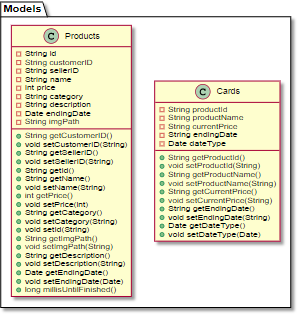 Models
C Products
String id
String customerID
String sellerID
String name
int price
String category
String description
Date endingDate
String imgPath
String getCustomerID()
void setCustomerID(String)
String getSellerID()
void setSellerID(String)
String getId()
String getName()
void setName(String)
int getPrice()
void setPrice(int)
String getCategory()
void setCategory(String)
void setId(String)
String getImgPath()
void setImgPath(String)
String getDescription()
void setDescription(String)
Date getEndingDate()
void setEndingDate(Date)
long millisUntilFinished()
C Cards
String productId
String productName
String currentPrice
String endingDate
Date dateType
String getProductId()
void setProductId(String)
String getProductName()
void setProductName(String)
String getCurrentPrice()
void setCurrentPrice(String)
String getEndingDate()
void setEndingDate(String)
Date getDateType()
void setDateType(Date)